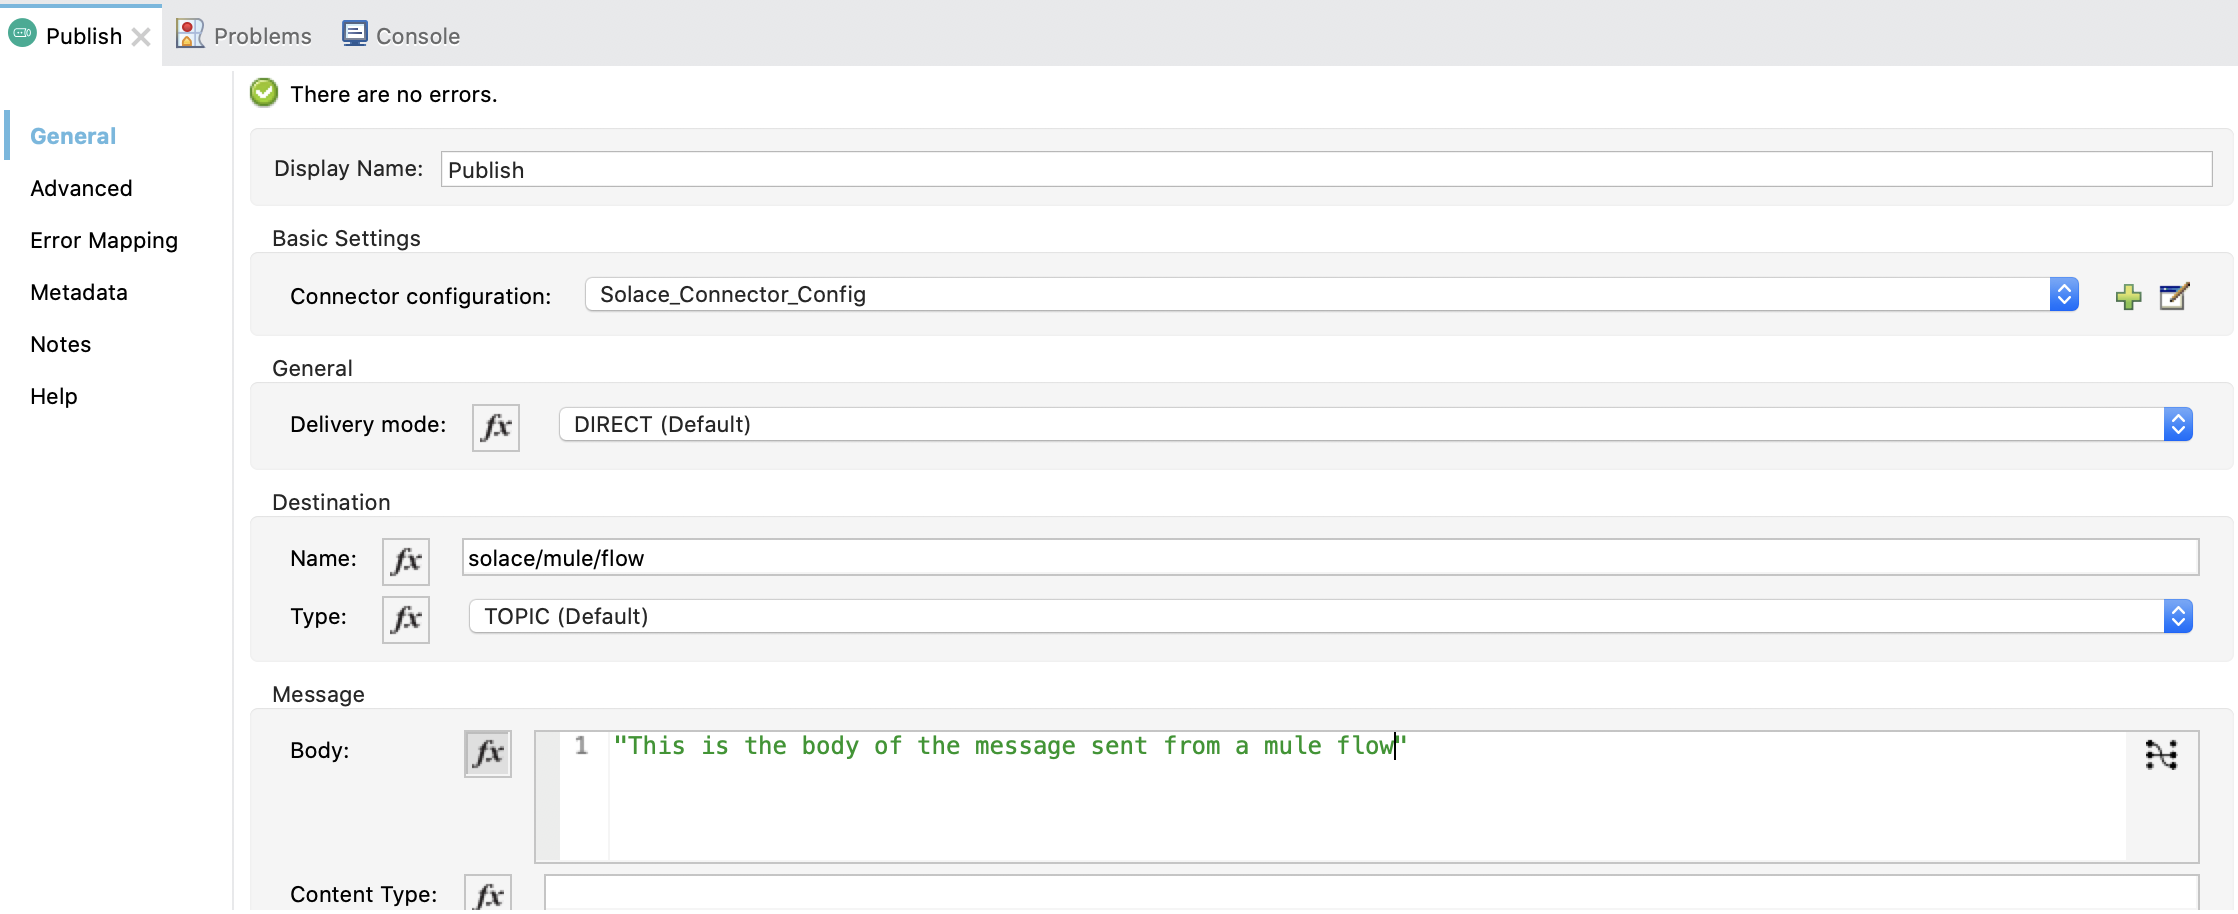 Publish
Problems
Console
There are no errors.
General
Advanced
Error Mapping
Metadata
Notes
Help
Display Name: Publish
Basic Settings
Connector configuration: Solace_Connector_Config
General
Delivery mode: fx DIRECT (Default)
Destination
Name: fx solace/mule/flow
Type: fx TOPIC (Default)
Message
Body: fx 1 "This is the body of the message sent from a mule flow"
Content Type: fx